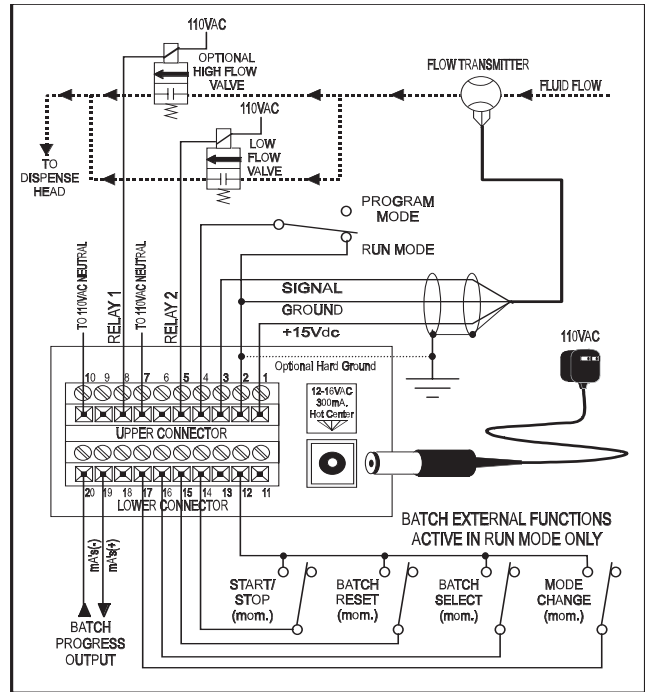 110VAC
OPTIONAL
HIGH FLOW
VALVE
110VAC
LOW
FLOW
VALVE
FLOW TRANSMITTER
FLUID FLOW
TO
DISPENSE
HEAD
PROGRAM
MODE
RUN MODE
TO 110VAC NEUTRAL
RELAY 1
TO 110VAC NEUTRAL
RELAY 2
SIGNAL
GROUND
+15Vdc
110VAC
Optional Hard Ground
10 9 8 7 6 5 4 3 2 1
12-16VAC
300mA.
Hot Center
UPPER CONNECTOR
20 19 18 17 16 15 14 13 12 11
LOWER CONNECTOR
mA's(-)
mA's(+)
BATCH
PROGRESS
OUTPUT
BATCH EXTERNAL FUNCTIONS
ACTIVE IN RUN MODE ONLY
START/
STOP
(mom.)
BATCH
RESET
(mom.)
BATCH
SELECT
(mom.)
MODE
CHANGE
(mom.)